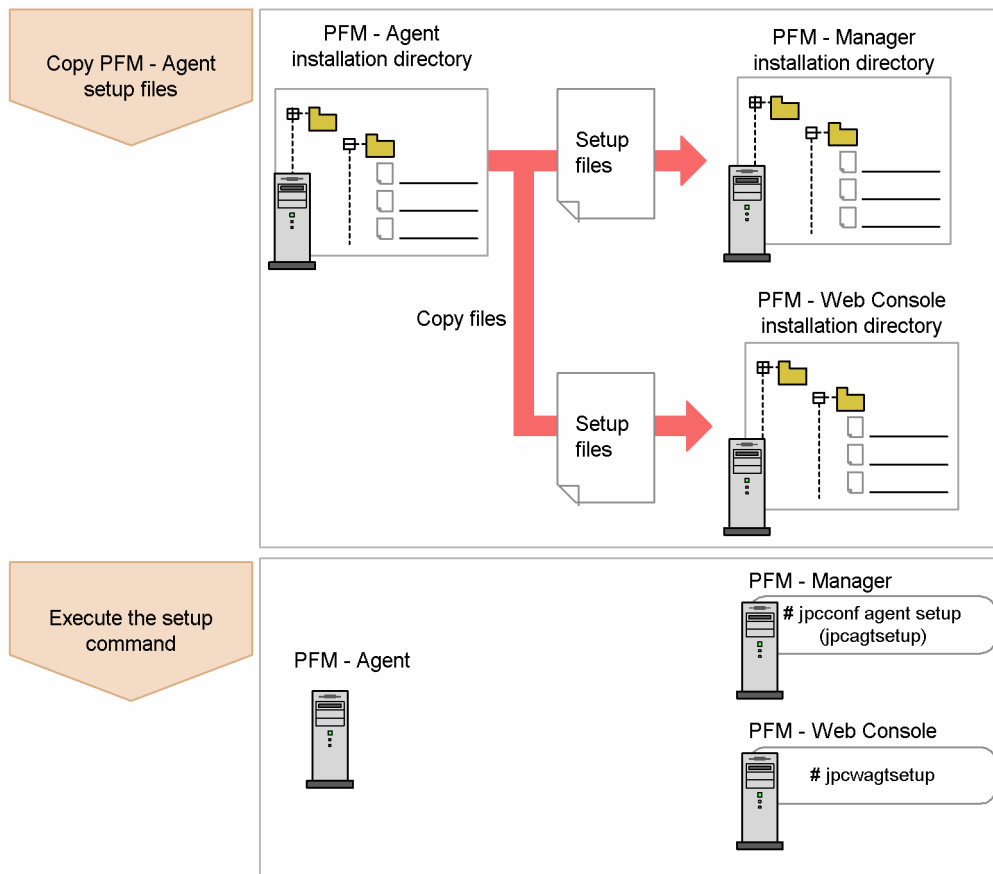 Copy PFM - Agent
setup files
PFM - Agent
installation directory
Setup
files
PFM - Manager
installation directory
Copy files
Setup
files
PFM - Web Console
installation directory
Execute the setup
command
PFM - Agent
PFM - Manager
# jpcconf agent setup
(jpcagtsetup)
PFM - Web Console
# jpcwagtsetup